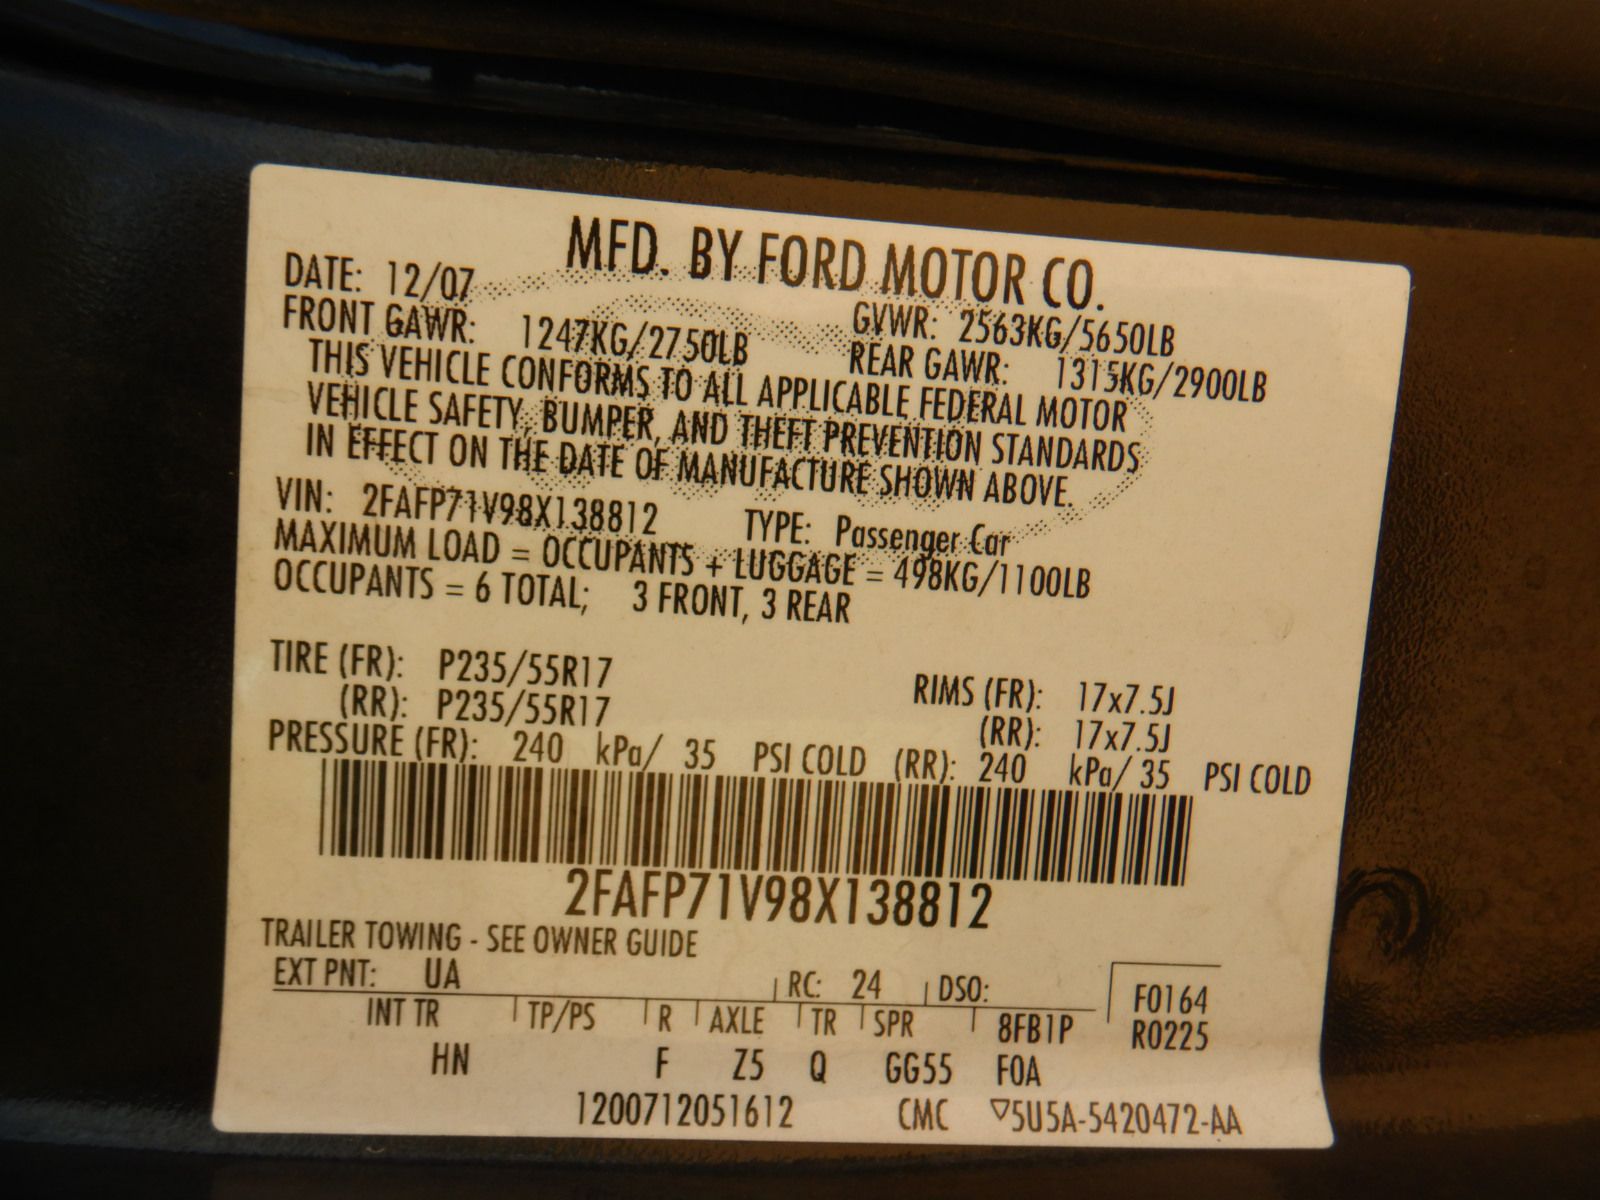 MFD. BY FORD MOTOR CO.
DATE: 12/07 GVWR: 2563KG/5650LB
FRONT GAWR: 1247KG/2750LB REAR GAWR: 1315KG/2900LB
THIS VEHICLE CONFORMS TO ALL APPLICABLE FEDERAL MOTOR
VEHICLE SAFETY, BUMPER, AND THEFT PREVENTION STANDARDS
IN EFFECT ON THE DATE OF MANUFACTURE SHOWN ABOVE.
VIN: 2FAFP71V98X138812 TYPE: Passenger Car
MAXIMUM LOAD = OCCUPANTS + LUGGAGE = 498KG/1100LB
OCCUPANTS = 6 TOTAL; 3 FRONT, 3 REAR
TIRE (FR): P235/55R17 RIMS (FR): 17x7.5J
(RR): P235/55R17 (RR): 17x7.5J
PRESSURE (FR): 240 kPa/ 35 PSI COLD (RR): 240 kPa/ 35 PSI COLD
2FAFP71V98X138812
TRAILER TOWING - SEE OWNER GUIDE
EXT PNT: UA RC: 24 DSO: F0164
INT TR TP/PS R AXLE TR SPR 8FB1P R0225
HN F Z5 Q GG55 F0A
1200712051612 CMC ▽5U5A-5420472-AA